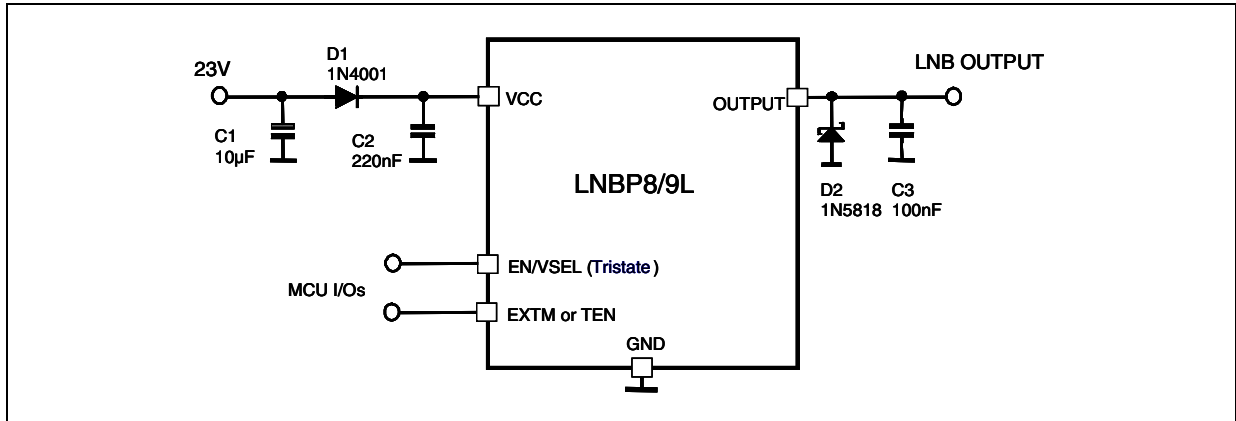 LNB OUTPUT
D1
1N4001
23V
VCC
OUTPUT
C1
10µF
C2
220nF
LNBP8/9L
D2
1N5818
C3
100nF
EN/VSEL (Tristate)
MCU I/Os
EXTM or TEN
GND